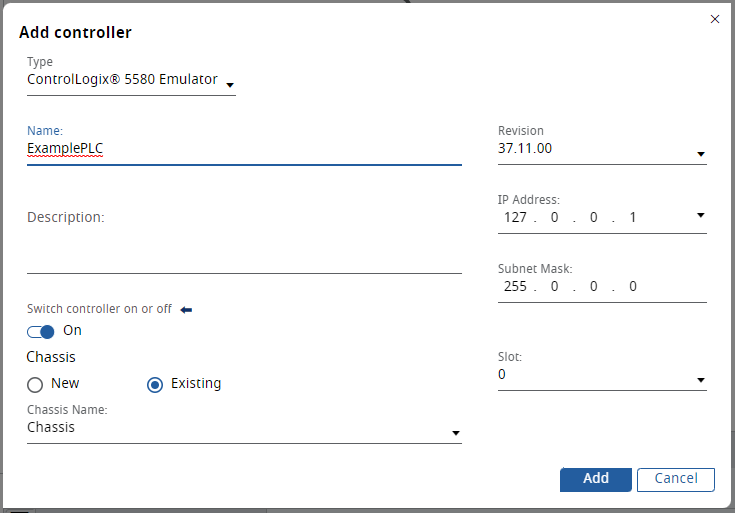 Add controller
Type
ControlLogix® 5580 Emulator
Name:
ExamplePLC
Revision
37.11.00
IP Address:
127 . 0 . 0 . 1
Description:
Subnet Mask:
255 . 0 . 0 . 0
Switch controller on or off
On
Chassis
New Existing
Slot:
0
Chassis Name:
Chassis
Add Cancel